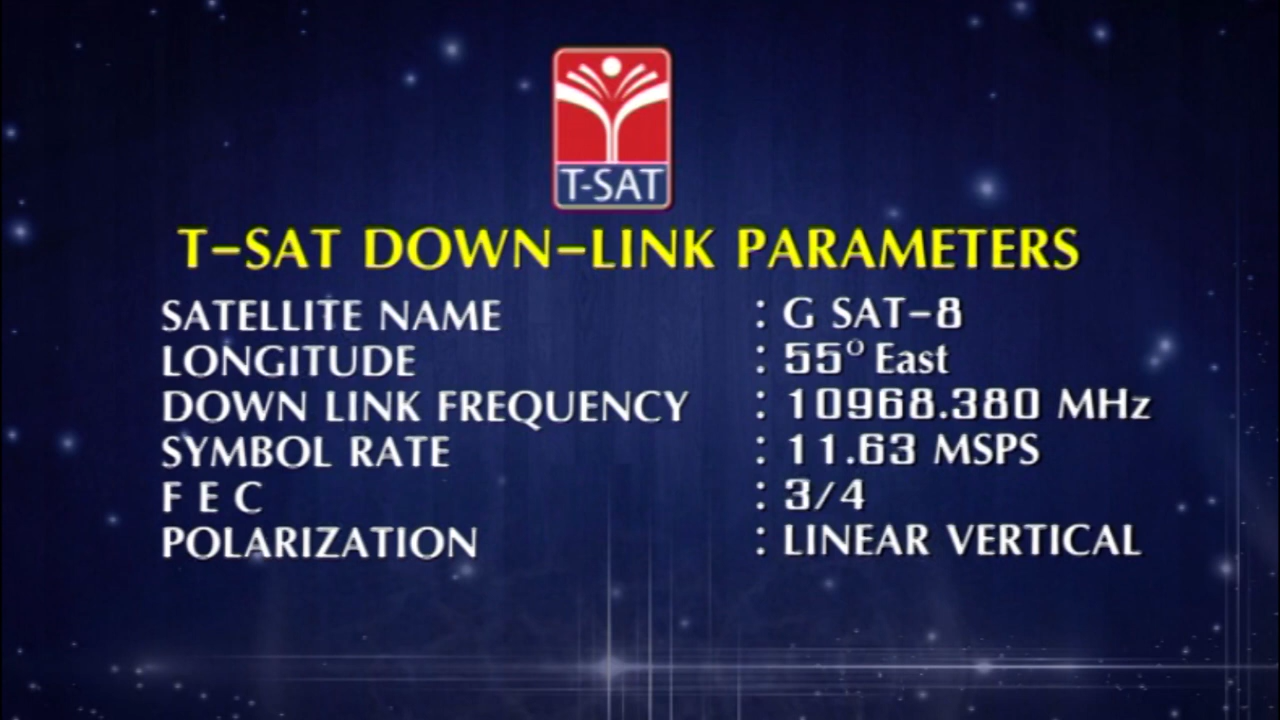 T-SAT
T-SAT DOWN-LINK PARAMETERS
SATELLITE NAME : G SAT-8
LONGITUDE : 55° East
DOWN LINK FREQUENCY : 10968.380 MHz
SYMBOL RATE : 11.63 MSPS
F E C : 3/4
POLARIZATION : LINEAR VERTICAL